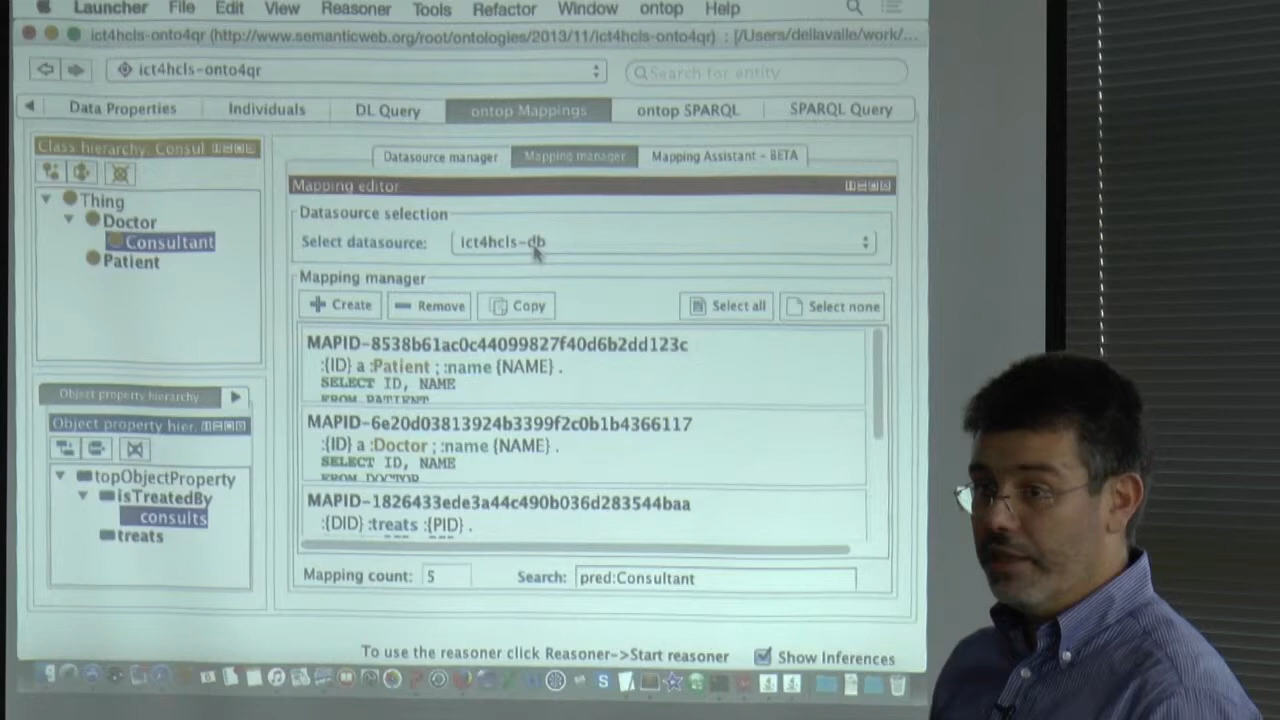 Launcher File Edit View Reasoner Tools Refactor Window ontop Help
ict4hcls-onto4qr (http://www.semanticweb.org/root/ontologies/2013/11/ict4hcls-onto4qr) : [/Users/dellavalle/work/...
ict4hcls-onto4qr
Search for entity
Data Properties Individuals DL Query ontop Mappings ontop SPARQL SPARQL Query
Class hierarchy: Consul
Thing
Doctor
Consultant
Patient
Object property hierarchy
Object property hier.
topObjectProperty
isTreatedBy
consults
treats
Datasource manager Mapping manager Mapping Assistant - BETA
Mapping editor
Datasource selection
Select datasource: ict4hcls-db
Mapping manager
Create Remove Copy Select all Select none
MAPID-8538b61ac0c44099827f40d6b2dd123c
:{ID} a :Patient ; :name {NAME} .
SELECT ID, NAME
FROM PATIENT
MAPID-6e20d03813924b3399f2c0b1b4366117
:{ID} a :Doctor ; :name {NAME} .
SELECT ID, NAME
FROM DOCTOR
MAPID-1826433ede3a44c490b036d283544baa
:{DID} :treats :{PID} .
Mapping count: 5 Search: pred:Consultant
To use the reasoner click Reasoner->Start reasoner Show Inferences